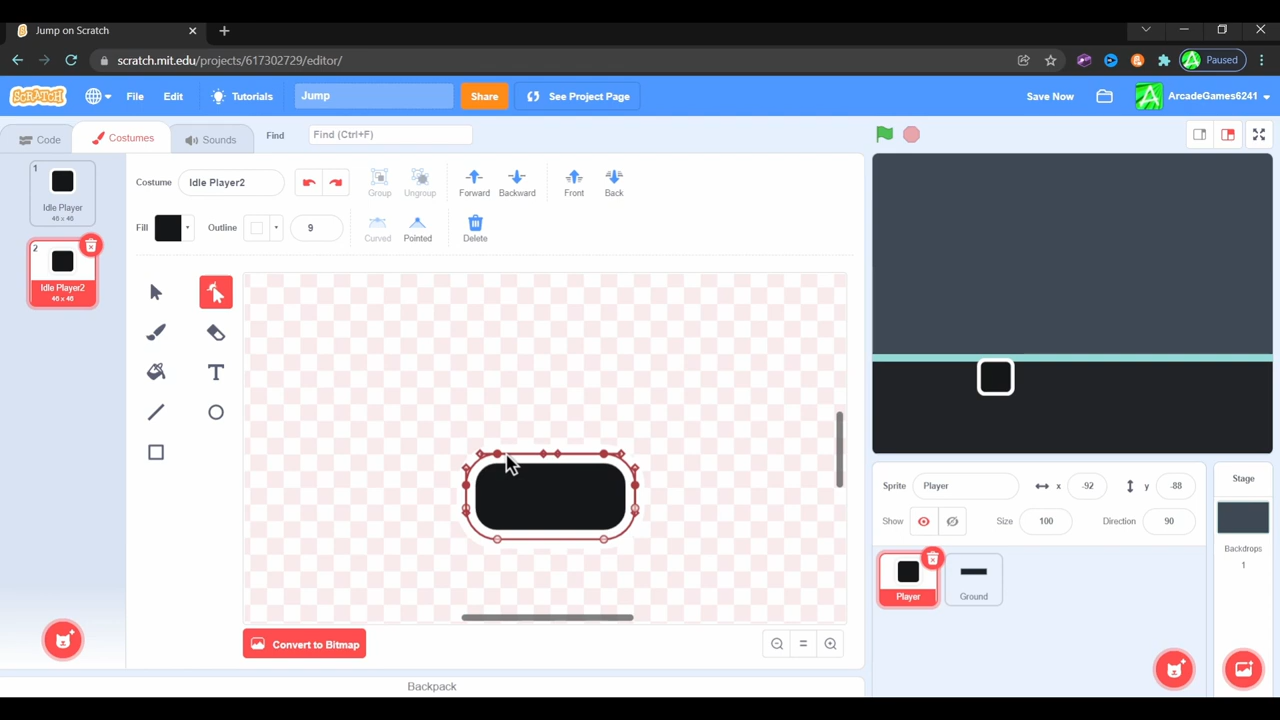 Jump on Scratch
scratch.mit.edu/projects/617302729/editor/
Paused
SCRATCH
File
Edit
Tutorials
Jump
Share
See Project Page
Save Now
ArcadeGames6241
Code
Costumes
Sounds
Find
Find (Ctrl+F)
1
Idle Player
46 x 46
2
Idle Player2
46 x 46
Costume
Idle Player2
Group
Ungroup
Forward
Backward
Front
Back
Fill
Outline
9
Curved
Pointed
Delete
T
Convert to Bitmap
Backpack
Sprite
Player
x
-92
y
-88
Show
Size
100
Direction
90
Player
Ground
Stage
Backdrops
1